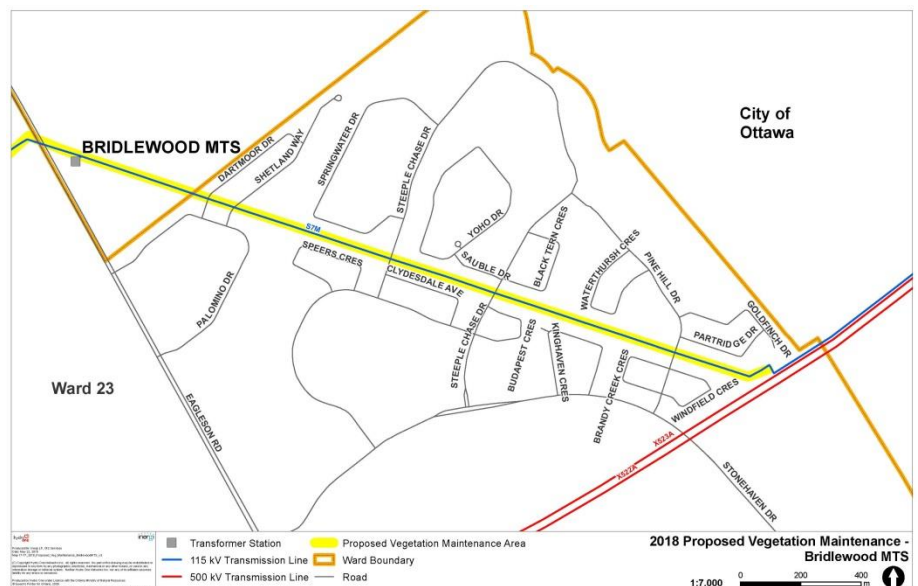 City of
Ottawa
BRIDLEWOOD MTS
DARTMOOR DR
SHETLAND WAY
SPRINGWATER DR
STEEPLE CHASE DR
YOHO DR
S7M
SPEERS CRES
SAUBLE DR
BLACK TERN CRES
WATERTHURSH CRES
PINE HILL DR
CLYDESDALE AVE
GOLDFINCH DR
PALOMINO DR
PARTRIDGE DR
STEEPLE CHASE DR
BUDAPEST CRES
KINGHAVEN CRES
BRANDY CREEK CRES
WINDFIELD CRES
Ward 23
EAGLESON RD
X523A
X522A
STONEHAVEN DR
Transformer Station
115 kV Transmission Line
500 kV Transmission Line
Proposed Vegetation Maintenance Area
Ward Boundary
Road
2018 Proposed Vegetation Maintenance -
Bridlewood MTS
1:7,000
0 200 400
m